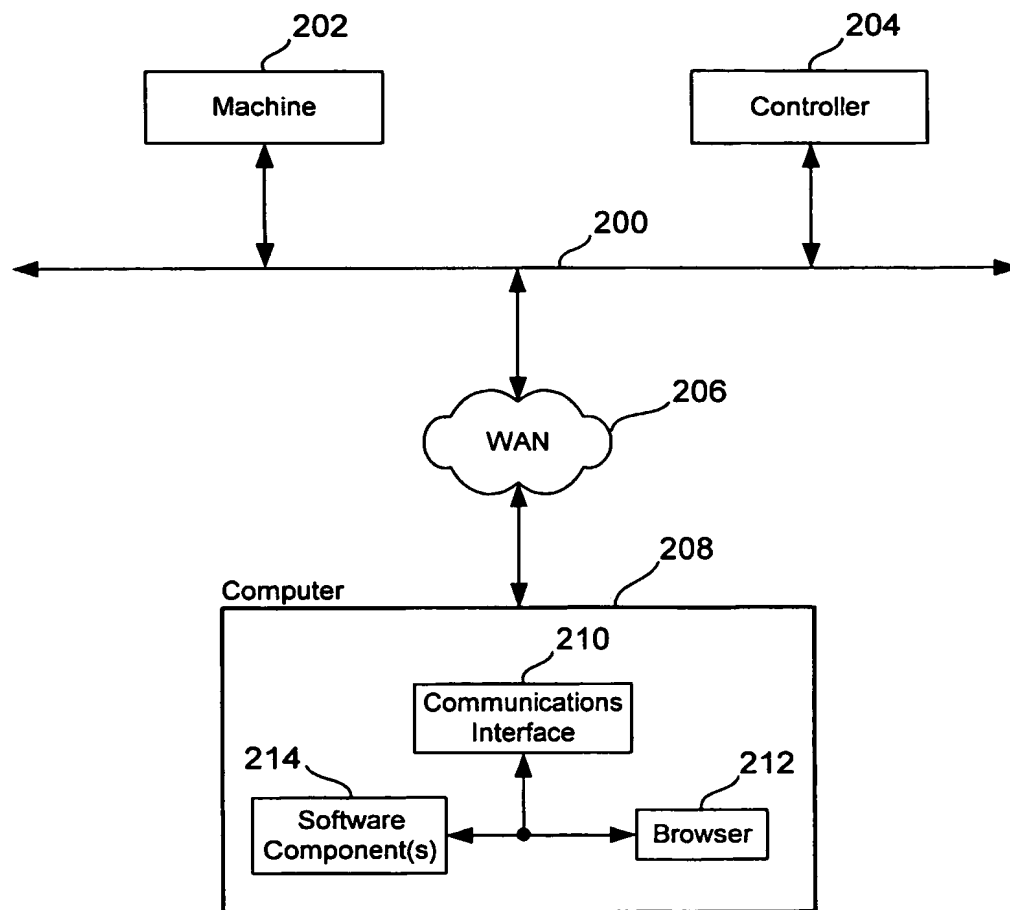 202
204
Machine
Controller
200
206
WAN
208
Computer
210
Communications
Interface
214
212
Software
Component(s)
Browser